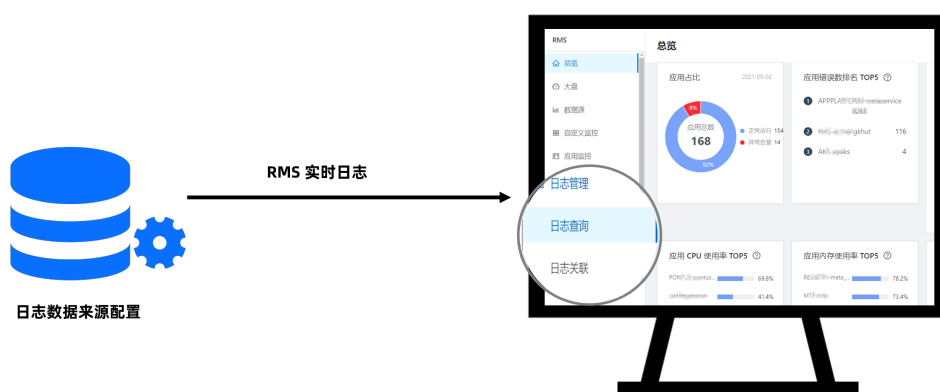 RMS 实时日志
日志数据来源配置
RMS
总览
大盘
数据源
自定义监控
应用监控
日志管理
日志查询
日志关联
总览
应用占比 2021-09-02
6%
应用总数
168
92%
正常运行 154
异常告警 14
应用错误数排名 TOP5
1
2 116
3 4
应用 CPU 使用率 TOP5
69.8%
41.4%
应用内存使用率 TOP5
78.2%
73.4%